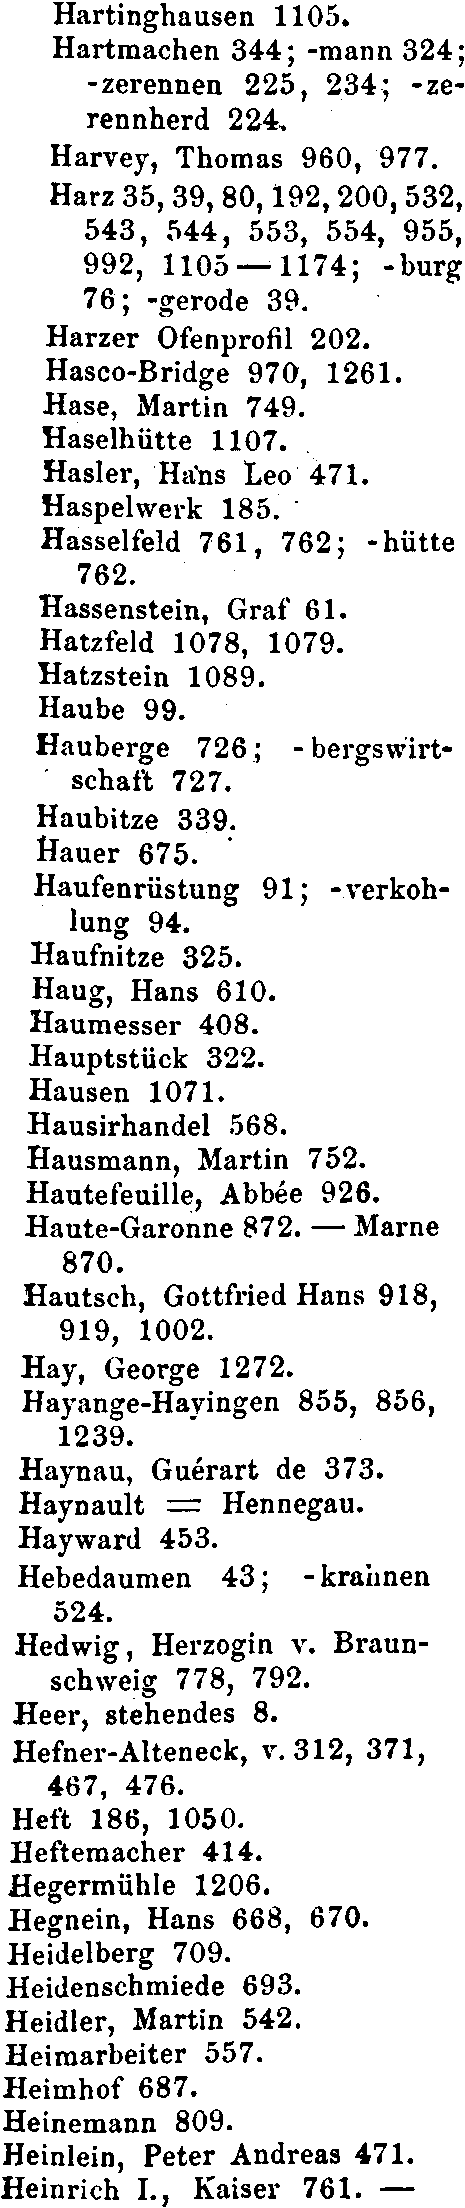 Hartinghausen 1105.
Hartmachen 344; -mann 324;
-zerennen 225, 234; -ze-
rennherd 224.
Harvey, Thomas 960, 977.
Harz 35, 39, 80, 192, 200, 532,
543, 544, 553, 554, 955,
992, 1105 — 1174; -burg
76; -gerode 39.
Harzer Ofenprofil 202.
Hasco-Bridge 970, 1261.
Hase, Martin 749.
Haselhütte 1107.
Hasler, Hans Leo 471.
Haspelwerk 185.
Hasselfeld 761, 762; -hütte
762.
Hassenstein, Graf 61.
Hatzfeld 1078, 1079.
Hatzstein 1089.
Haube 99.
Hauberge 726; -bergswirt-
schaft 727.
Haubitze 339.
Hauer 675.
Haufenrüstung 91; -verkoh-
lung 94.
Haufnitze 325.
Haug, Hans 610.
Haumesser 408.
Hauptstück 322.
Hausen 1071.
Hausirhandel 568.
Hausmann, Martin 752.
Hautefeuille, Abbée 926.
Haute-Garonne 872. — Marne
870.
Hautsch, Gottfried Hans 918,
919, 1002.
Hay, George 1272.
Hayange-Hayingen 855, 856,
1239.
Haynau, Guérart de 373.
Haynault = Hennegau.
Hayward 453.
Hebedaumen 43; -krahnen
524.
Hedwig, Herzogin v. Braun-
schweig 778, 792.
Heer, stehendes 8.
Hefner-Alteneck, v. 312, 371,
467, 476.
Heft 186, 1050.
Heftemacher 414.
Hegermühle 1206.
Hegnein, Hans 668, 670.
Heidelberg 709.
Heidenschmiede 693.
Heidler, Martin 542.
Heimarbeiter 557.
Heimhof 687.
Heinemann 809.
Heinlein, Peter Andreas 471.
Heinrich I., Kaiser 761. —